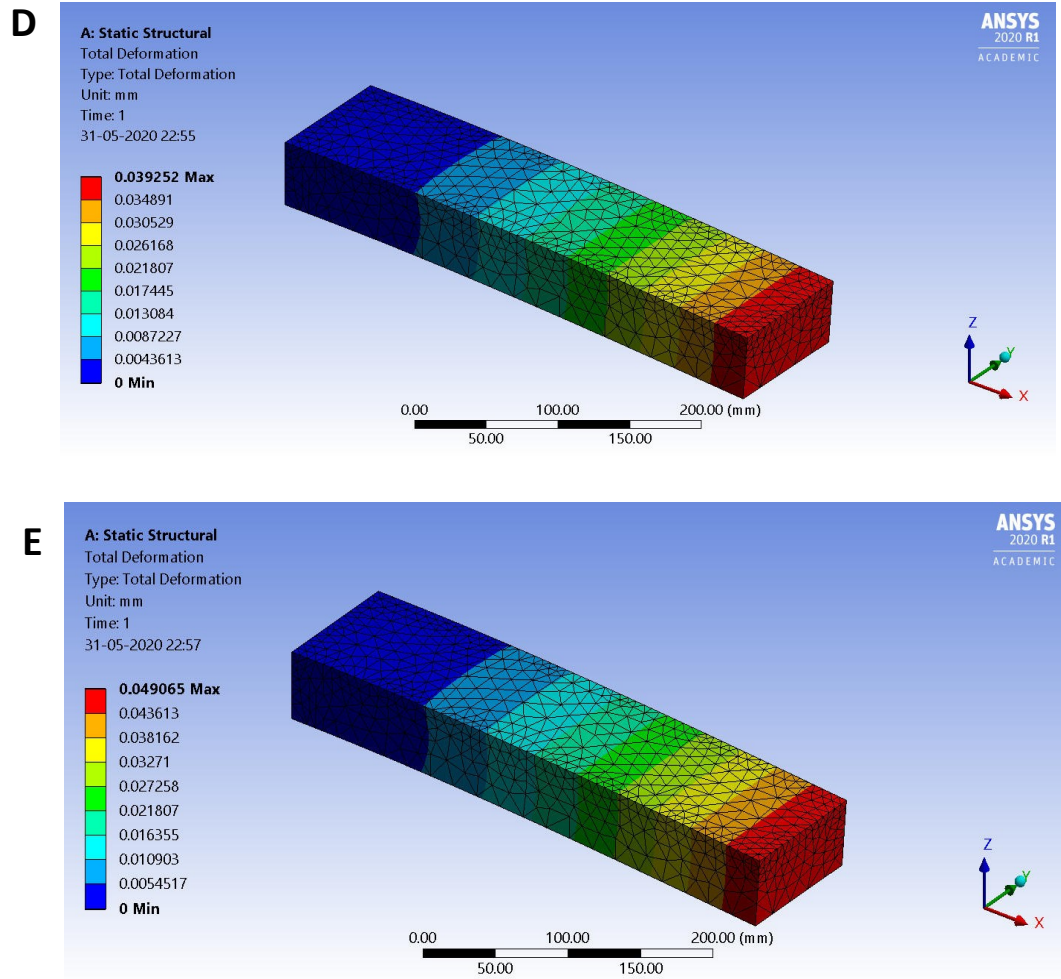 D
A: Static Structural
Total Deformation
Type: Total Deformation
Unit: mm
Time: 1
31-05-2020 22:55
ANSYS
2020 R1
ACADEMIC
0.039252 Max
0.034891
0.030529
0.026168
0.021807
0.017445
0.013084
0.0087227
0.0043613
0 Min
0.00 100.00 200.00 (mm)
50.00 150.00
Z
Y
X
E
A: Static Structural
Total Deformation
Type: Total Deformation
Unit: mm
Time: 1
31-05-2020 22:57
ANSYS
2020 R1
ACADEMIC
0.049065 Max
0.043613
0.038162
0.03271
0.027258
0.021807
0.016355
0.010903
0.0054517
0 Min
0.00 100.00 200.00 (mm)
50.00 150.00
Z
Y
X